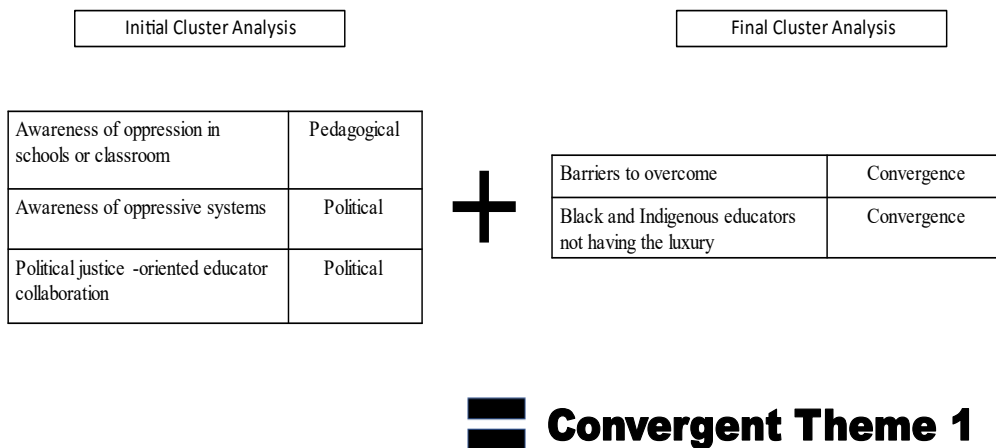 Initial Cluster Analysis
Final Cluster Analysis
Awareness of oppression in
schools or classroom
Pedagogical
Awareness of oppressive systems
Political
Political justice -oriented educator
collaboration
Political
+
Barriers to overcome
Convergence
Black and Indigenous educators
not having the luxury
Convergence
= Convergent Theme 1